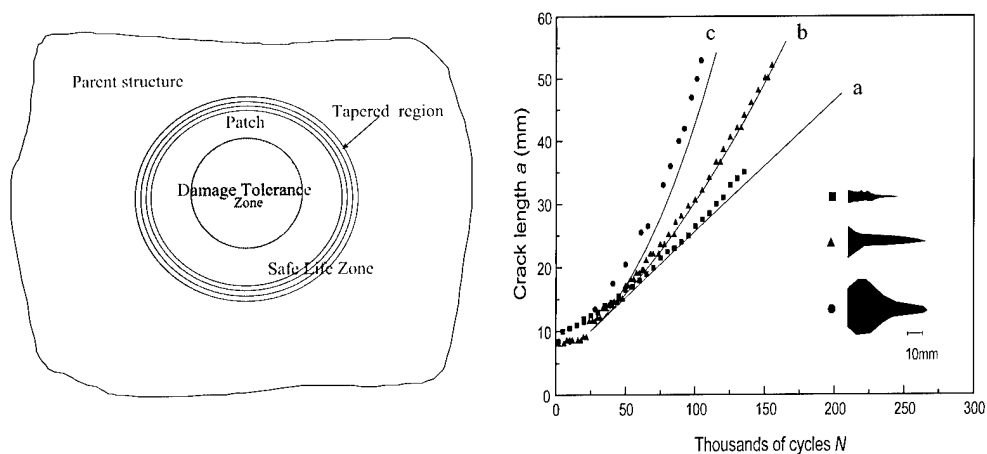 Parent structure
Tapered region
Patch
Damage Tolerance
Zone
Safe Life Zone
Crack length a (mm)
60
50
40
30
20
10
0
c
b
a
10mm
0
50
100
150
200
250
300
Thousands of cycles N